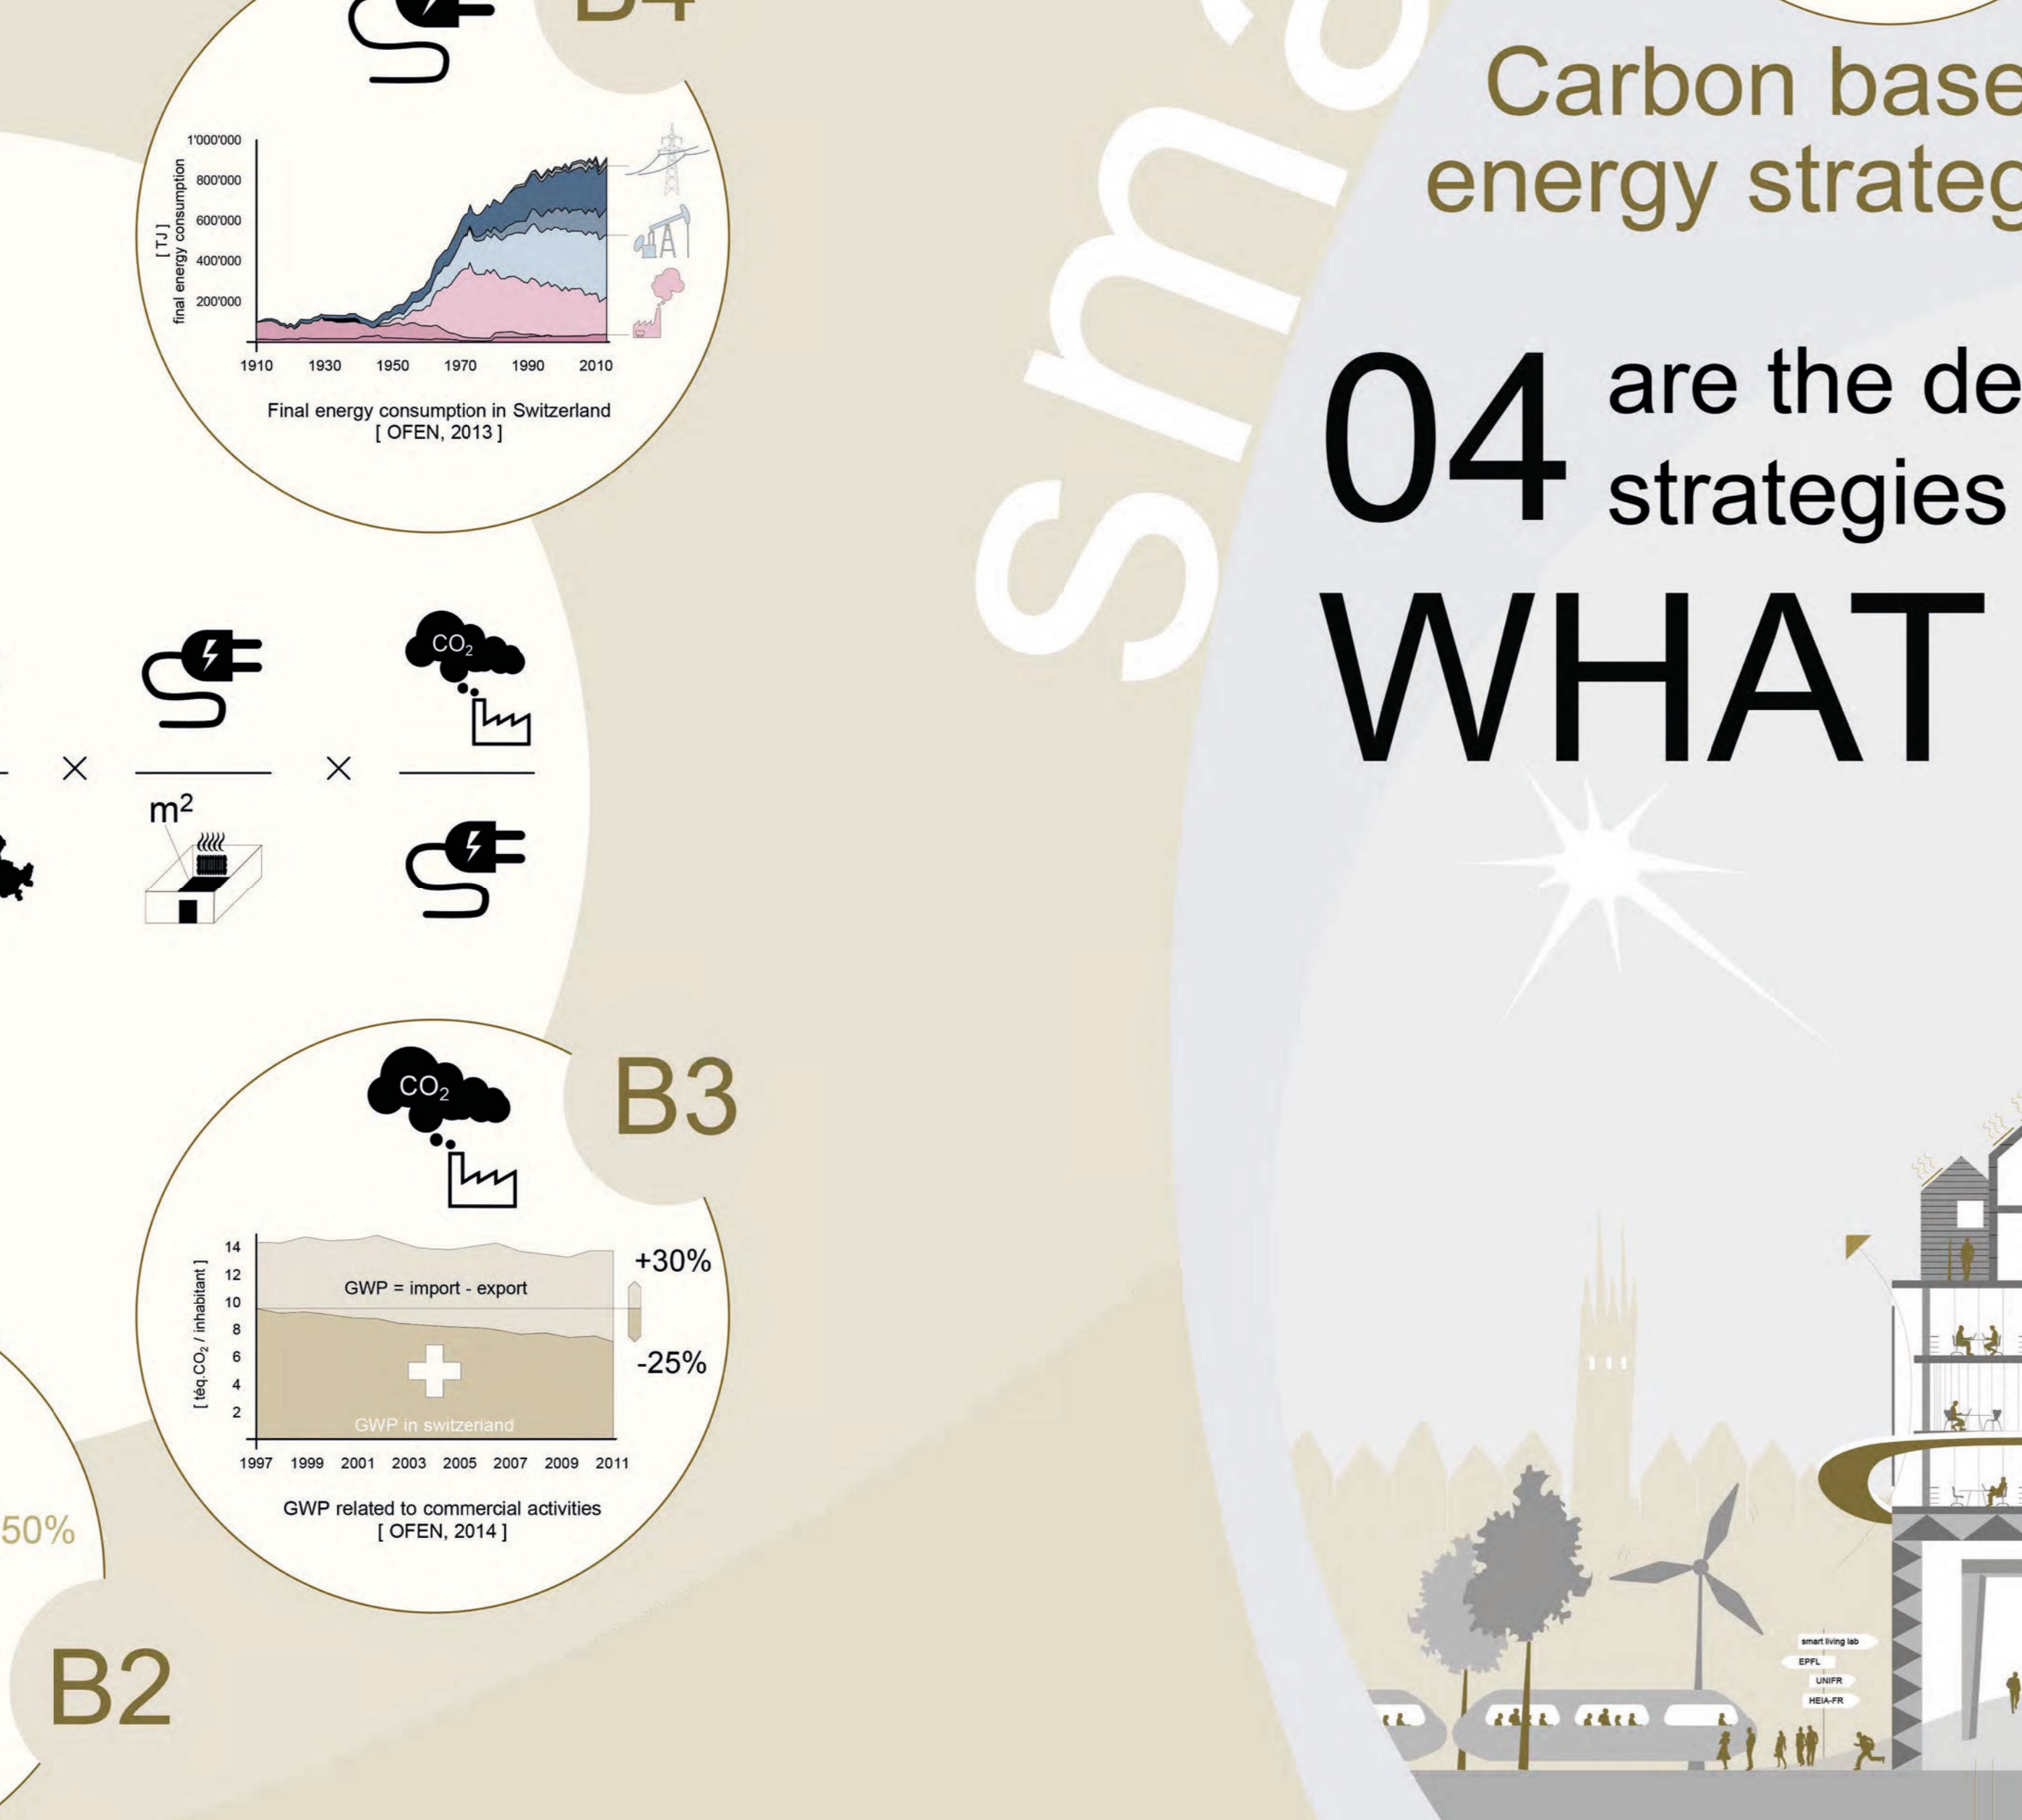 B4
1'000'000
800'000
600'000
400'000
200'000
[ TJ ]
final energy consumption
1910 1930 1950 1970 1990 2010
Final energy consumption in Switzerland
[ OFEN, 2013 ]
CO₂
× ×
m²
CO₂
B3
14
12
10
8
6
4
2
[ téq.CO₂ / inhabitant ]
GWP = import - export
GWP in switzerland
+30%
-25%
1997 1999 2001 2003 2005 2007 2009 2011
GWP related to commercial activities
[ OFEN, 2014 ]
50%
B2
sma
Carbon base
energy strateg
04 are the de
strategies
WHAT
smart living lab
EPFL
UNIFR
HEIA-FR